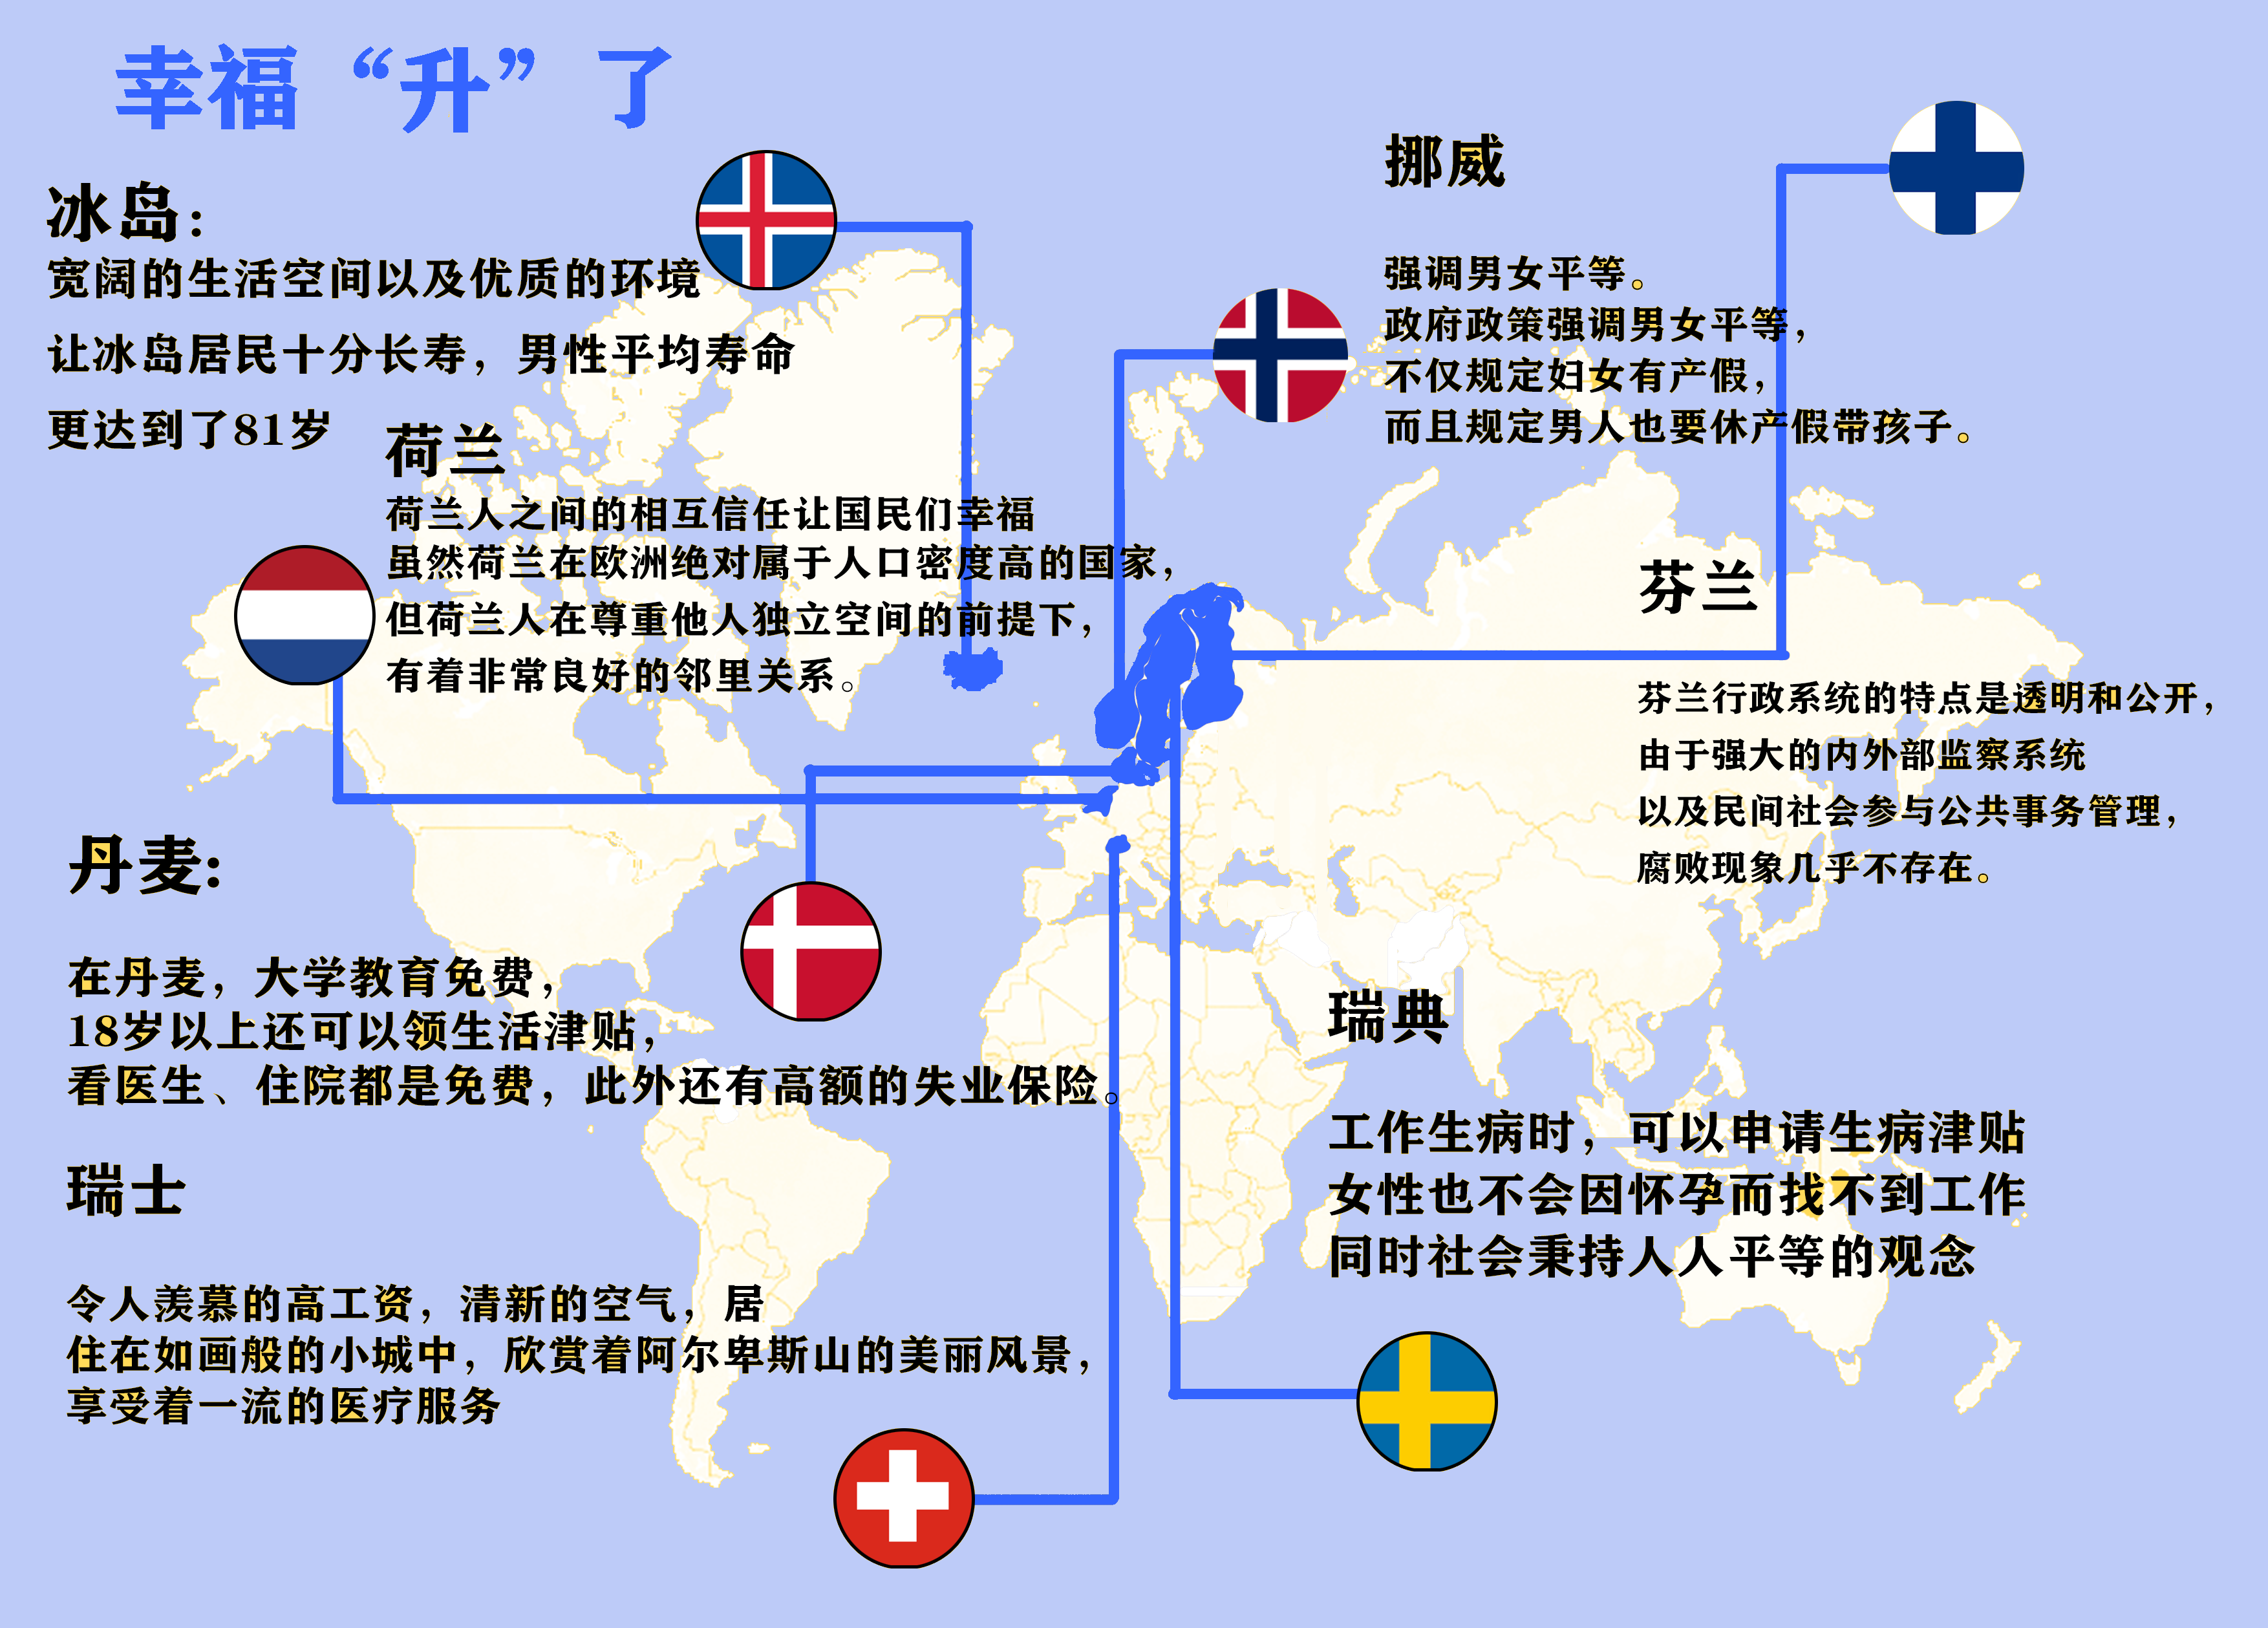 幸福“升”了
冰岛：
宽阔的生活空间以及优质的环境
让冰岛居民十分长寿，男性平均寿命
更达到了81岁
荷兰
荷兰人之间的相互信任让国民们幸福
虽然荷兰在欧洲绝对属于人口密度高的国家，
但荷兰人在尊重他人独立空间的前提下，
有着非常良好的邻里关系。
挪威
强调男女平等。
政府政策强调男女平等，
不仅规定妇女有产假，
而且规定男人也要休产假带孩子。
芬兰
芬兰行政系统的特点是透明和公开，
由于强大的内外部监察系统
以及民间社会参与公共事务管理，
腐败现象几乎不存在。
丹麦：
在丹麦，大学教育免费，
18岁以上还可以领生活津贴，
看医生、住院都是免费，此外还有高额的失业保险。
瑞典
工作生病时，可以申请生病津贴
女性也不会因怀孕而找不到工作
同时社会秉持人人平等的观念
瑞士
令人羡慕的高工资，清新的空气，居
住在如画般的小城中，欣赏着阿尔卑斯山的美丽风景，
享受着一流的医疗服务